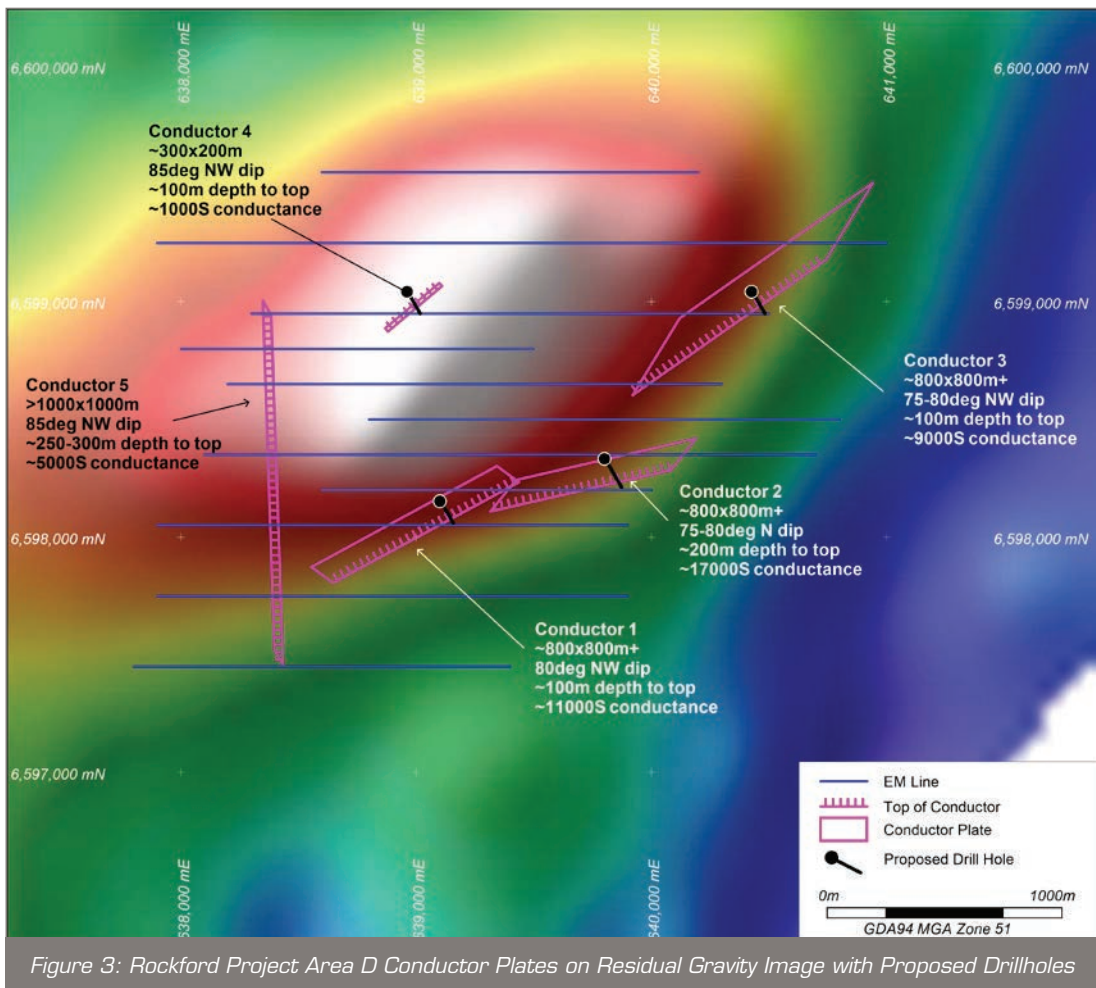 638,000 mE
639,000 mE
640,000 mE
641,000 mE
6,600,000 mN
6,600,000 mN
Conductor 4
~300x200m
85deg NW dip
~100m depth to top
~1000S conductance
6,599,000 mN
6,599,000 mN
Conductor 3
~800x800m+
75-80deg NW dip
~100m depth to top
~9000S conductance
Conductor 5
>1000x1000m
85deg NW dip
~250-300m depth to top
~5000S conductance
Conductor 2
~800x800m+
75-80deg N dip
~200m depth to top
~17000S conductance
6,598,000 mN
6,598,000 mN
Conductor 1
~800x800m+
80deg NW dip
~100m depth to top
~11000S conductance
6,597,000 mN
638,000 mE
639,000 mE
640,000 mE
EM Line
Top of Conductor
Conductor Plate
Proposed Drill Hole
0m 1000m
GDA94 MGA Zone 51
Figure 3: Rockford Project Area D Conductor Plates on Residual Gravity Image with Proposed Drillholes